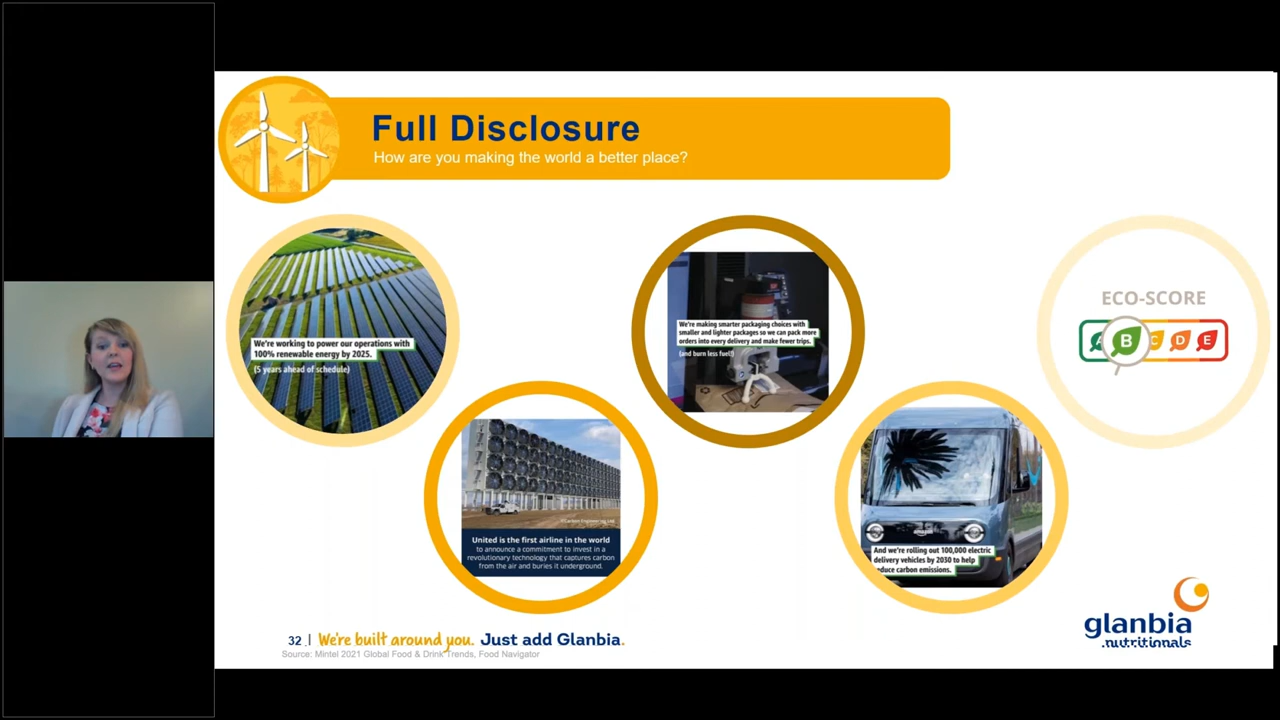 Full Disclosure
How are you making the world a better place?
We're working to power our operations with
100% renewable energy by 2025.
(5 years ahead of schedule)
We're making smarter packaging choices with
smaller and lighter packages so we can pack more
orders into every delivery and make fewer trips.
(and burn less fuel!)
ECO-SCORE
A B C D E
©Carbon Engineering Ltd.
United is the first airline in the world
to announce a commitment to invest in a
revolutionary technology that captures carbon
from the air and buries it underground.
amazon
And we're rolling out 100,000 electric
delivery vehicles by 2030 to help
reduce carbon emissions.
glanbia
nutritionals
32 | We're built around you. Just add Glanbia.
Source: Mintel 2021 Global Food & Drink Trends, Food Navigator